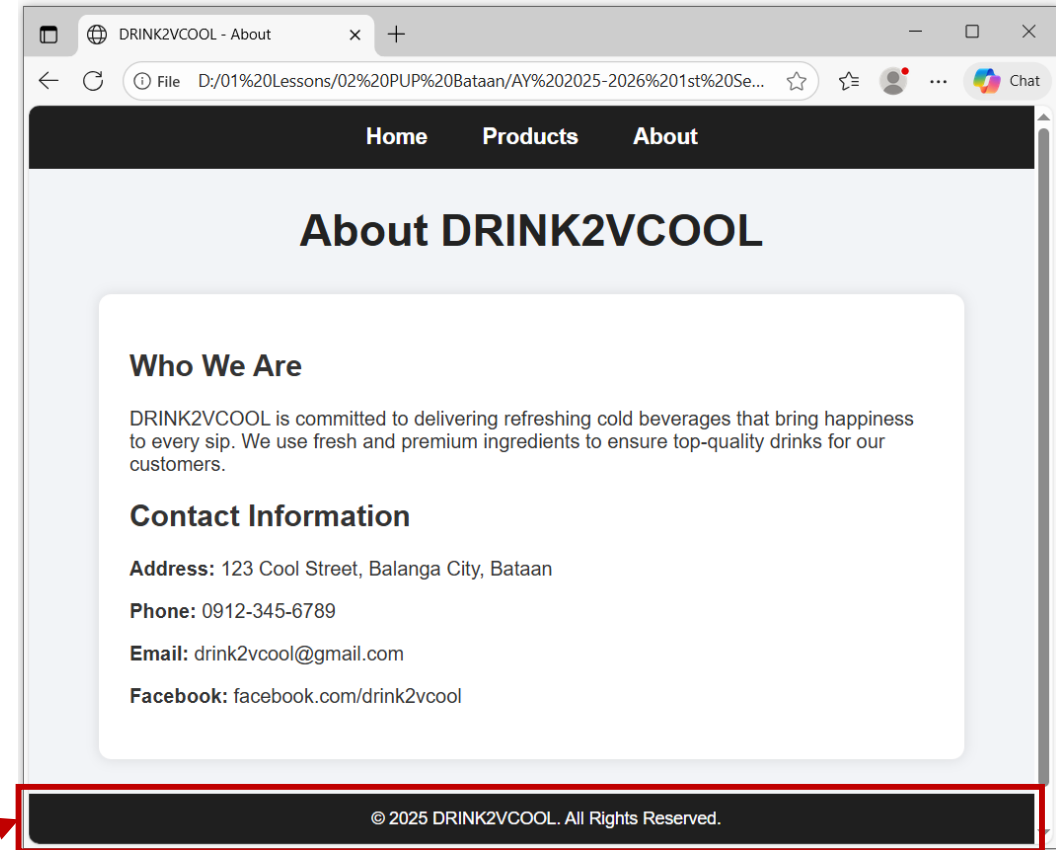 DRINK2VCOOL - About
File D:/01%20Lessons/02%20PUP%20Bataan/AY%202025-2026%201st%20Se...
Chat
Home Products About
About DRINK2VCOOL
Who We Are
DRINK2VCOOL is committed to delivering refreshing cold beverages that bring happiness
to every sip. We use fresh and premium ingredients to ensure top-quality drinks for our
customers.
Contact Information
Address: 123 Cool Street, Balanga City, Bataan
Phone: 0912-345-6789
Email: drink2vcool@gmail.com
Facebook: facebook.com/drink2vcool
© 2025 DRINK2VCOOL. All Rights Reserved.